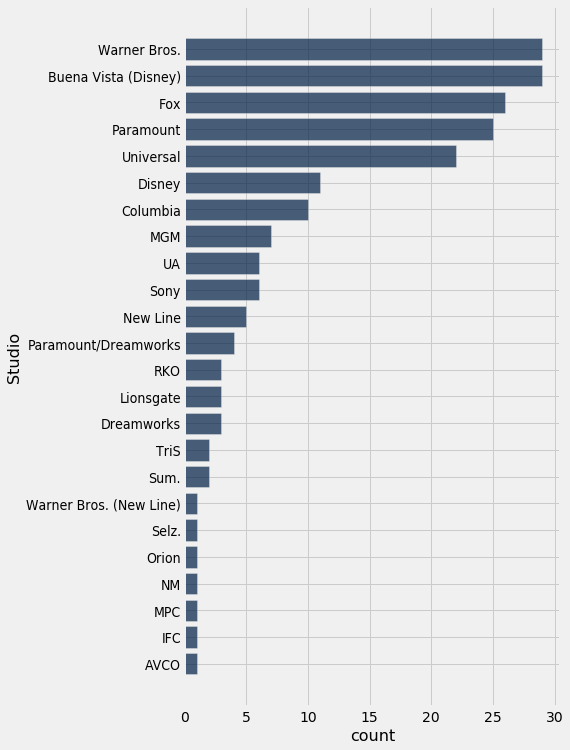 Warner Bros.
Buena Vista (Disney)
Fox
Paramount
Universal
Disney
Columbia
MGM
UA
Sony
New Line
Paramount/Dreamworks
RKO
Lionsgate
Dreamworks
TriS
Sum.
Warner Bros. (New Line)
Selz.
Orion
NM
MPC
IFC
AVCO
Studio
0 5 10 15 20 25 30
count